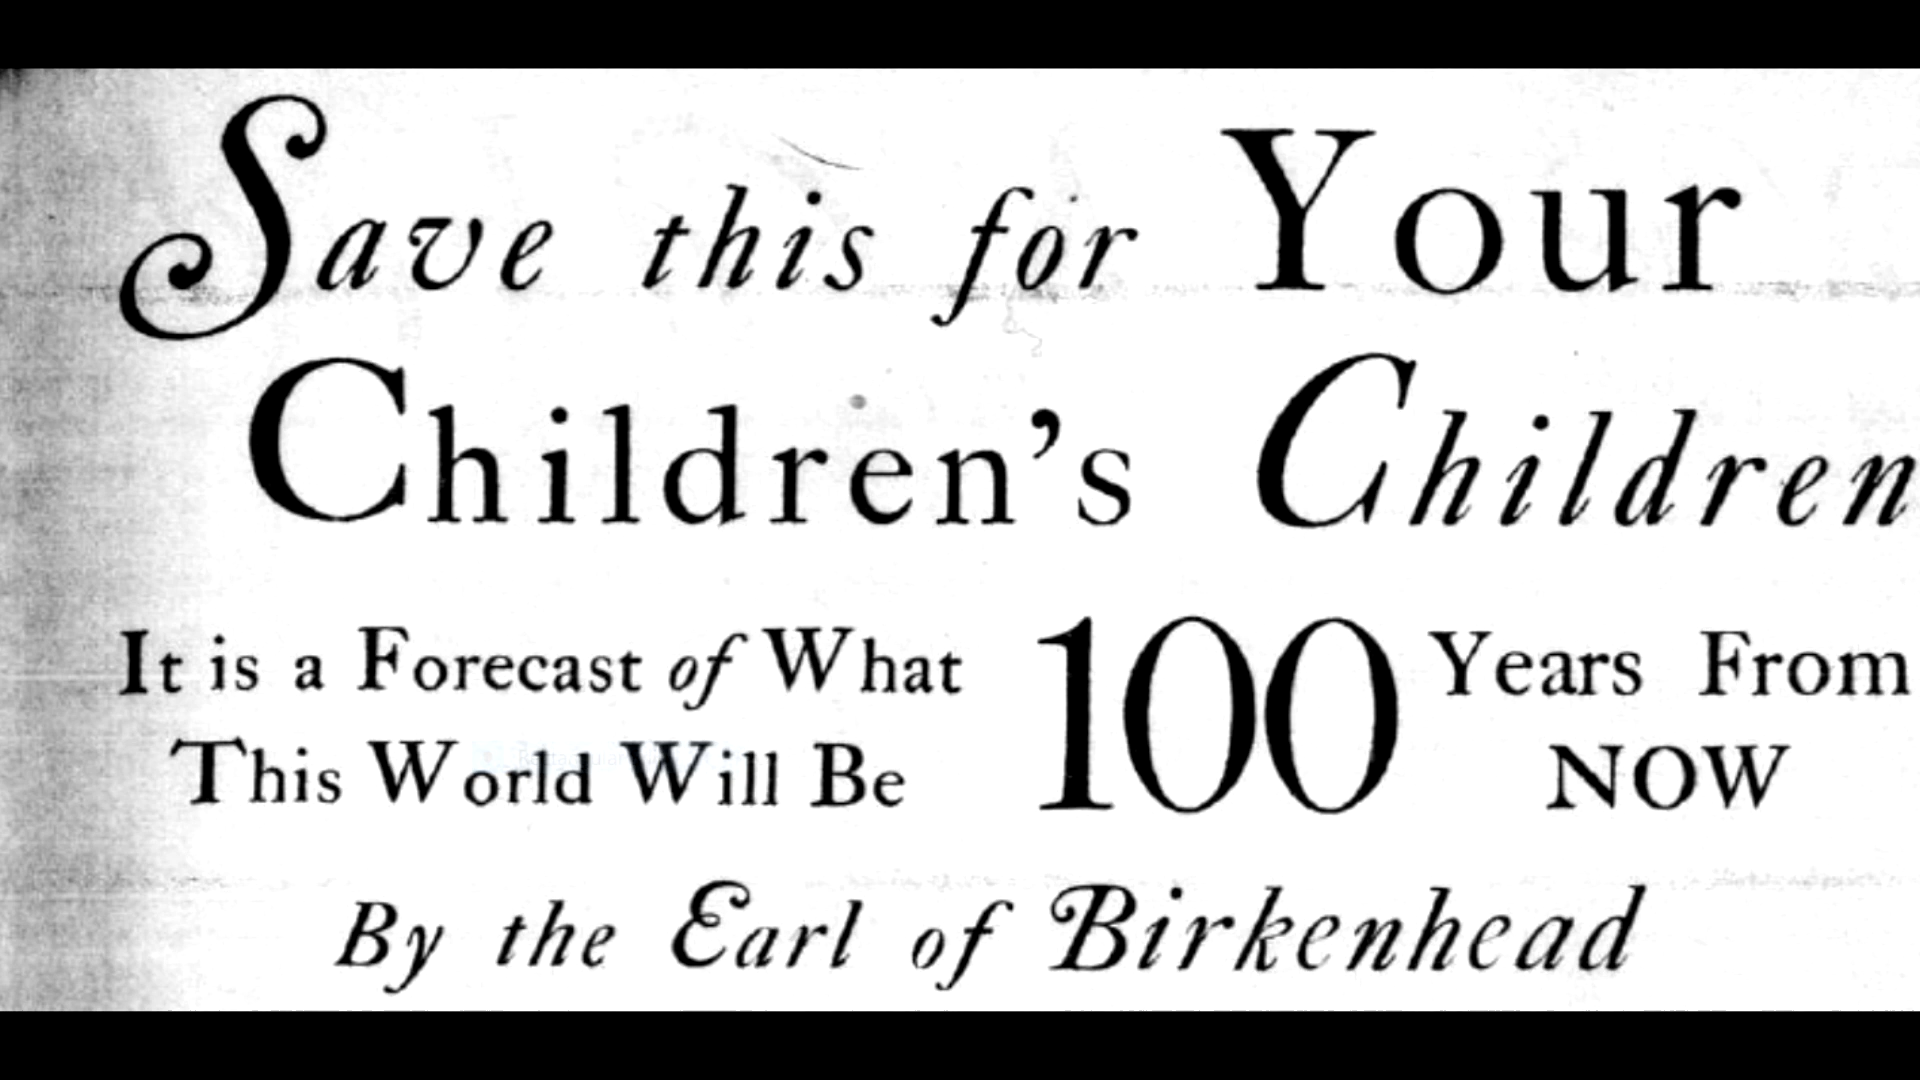 Save this for Your
Children's Children
It is a Forecast of What 100 Years From
This World Will Be NOW
By the Earl of Birkenhead